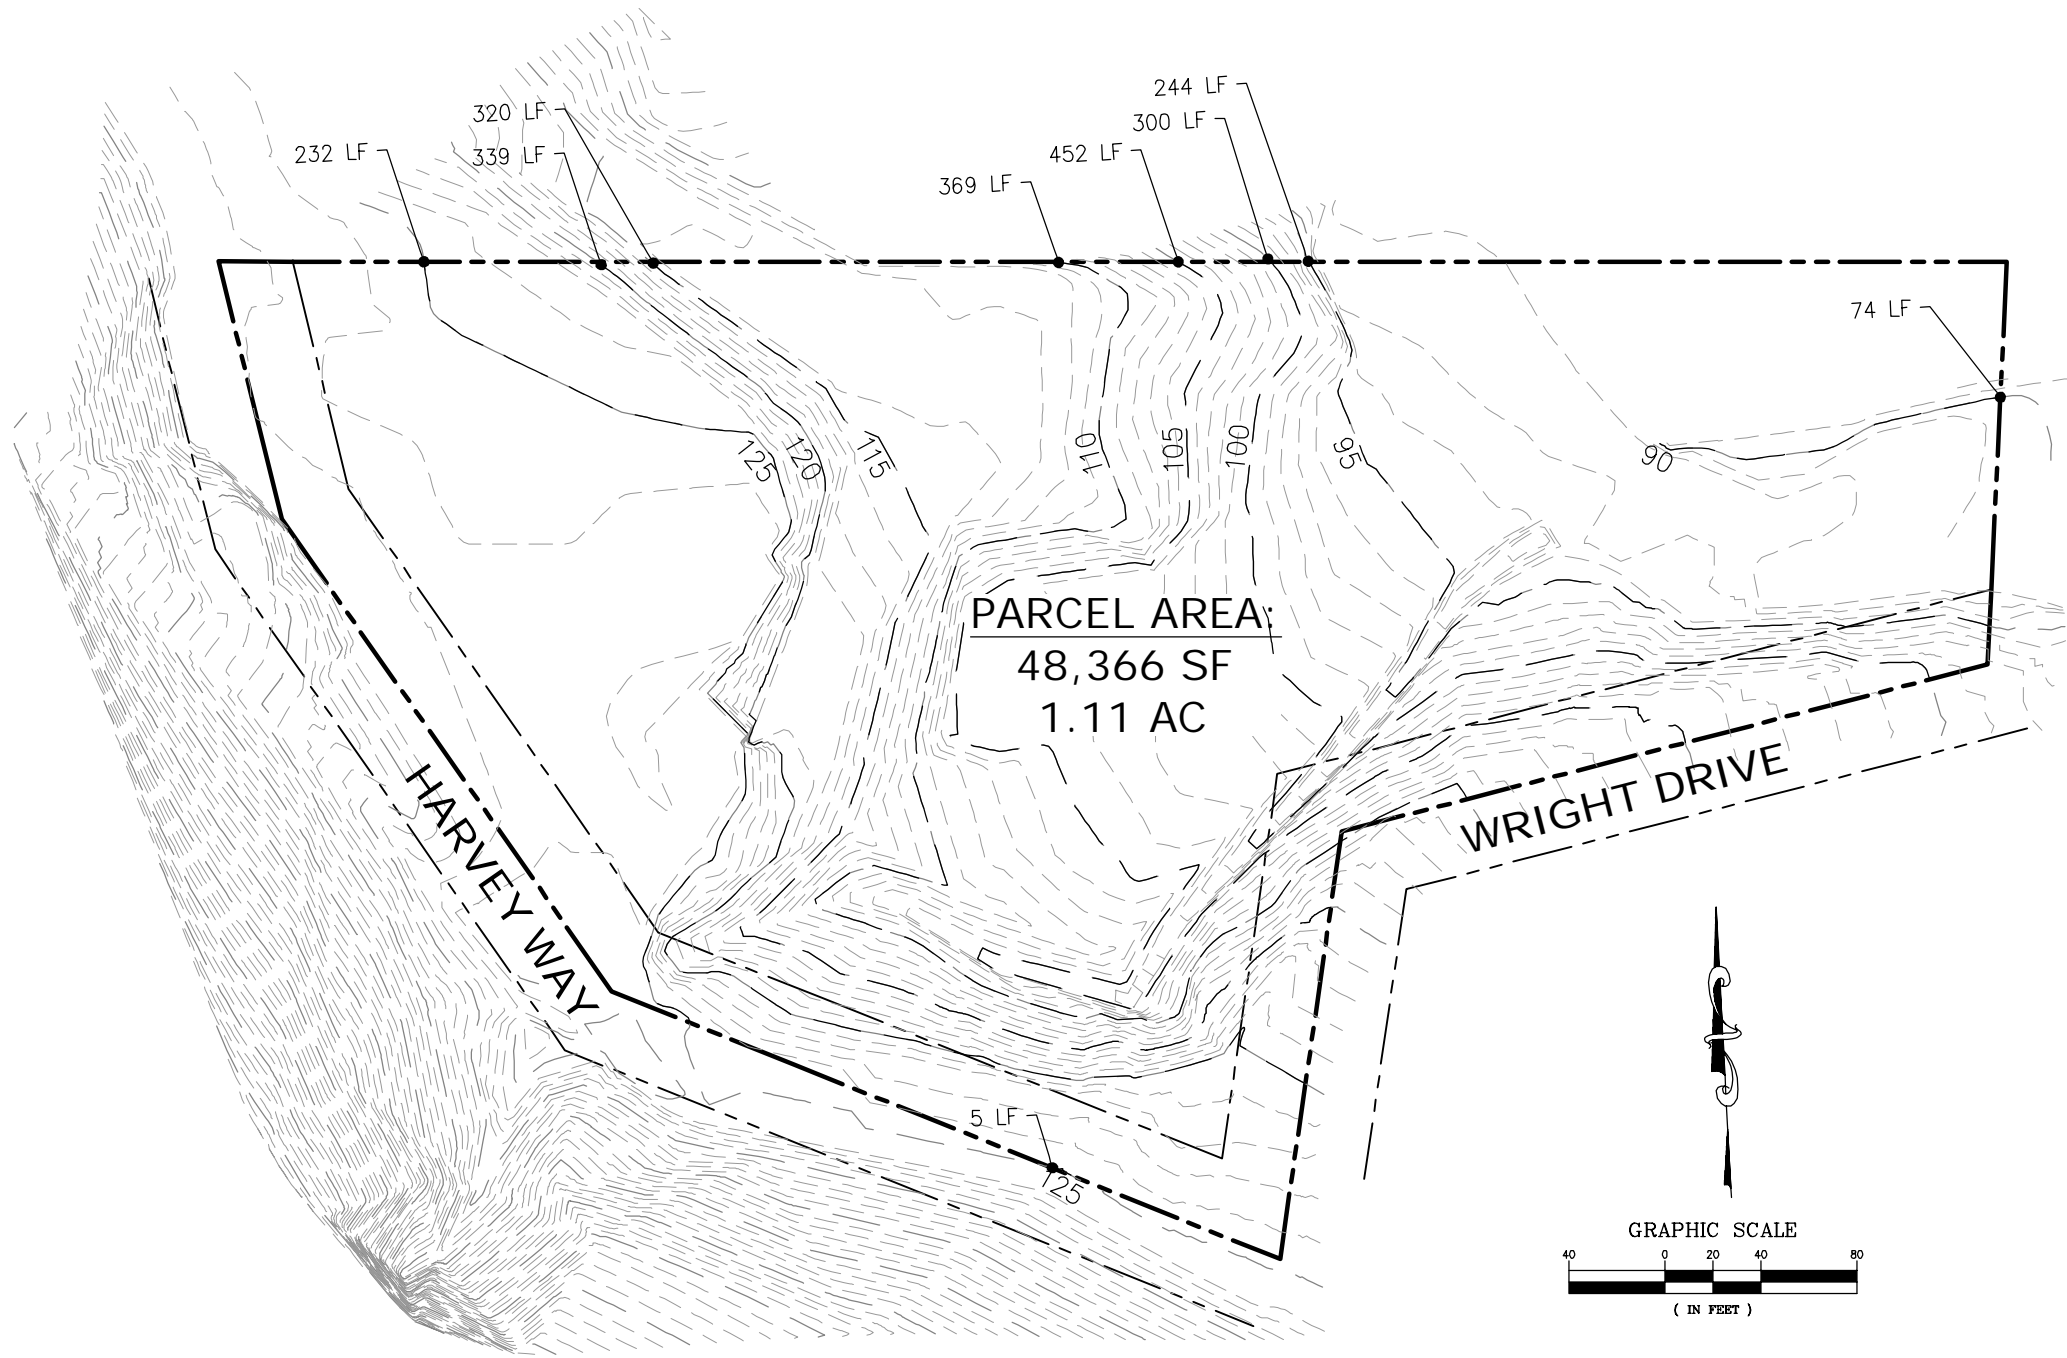 244 LF
320 LF
300 LF
232 LF
339 LF
452 LF
369 LF
74 LF
125
120
115
110
105
100
95
90
PARCEL AREA:
48,366 SF
1.11 AC
HARVEY WAY
WRIGHT DRIVE
5 LF
125
GRAPHIC SCALE
40 0 20 40 80
( IN FEET )